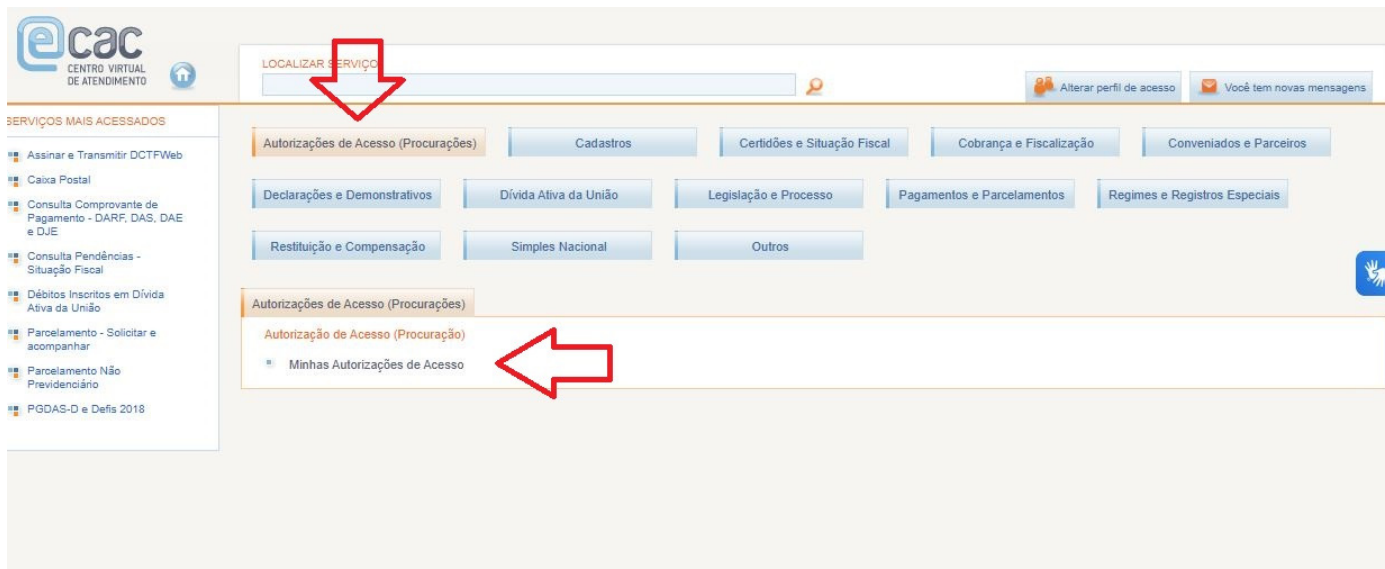 ecac
CENTRO VIRTUAL
DE ATENDIMENTO
LOCALIZAR SERVIÇO
Alterar perfil de acesso
Você tem novas mensagens
SERVIÇOS MAIS ACESSADOS
Assinar e Transmitir DCTFWeb
Caixa Postal
Consulta Comprovante de
Pagamento - DARF, DAS, DAE
e DJE
Consulta Pendências -
Situação Fiscal
Débitos Inscritos em Dívida
Ativa da União
Parcelamento - Solicitar e
acompanhar
Parcelamento Não
Previdenciário
PGDAS-D e Defis 2018
Autorizações de Acesso (Procurações)
Cadastros
Certidões e Situação Fiscal
Cobrança e Fiscalização
Conveniados e Parceiros
Declarações e Demonstrativos
Dívida Ativa da União
Legislação e Processo
Pagamentos e Parcelamentos
Regimes e Registros Especiais
Restituição e Compensação
Simples Nacional
Outros
Autorizações de Acesso (Procurações)
Autorização de Acesso (Procuração)
Minhas Autorizações de Acesso